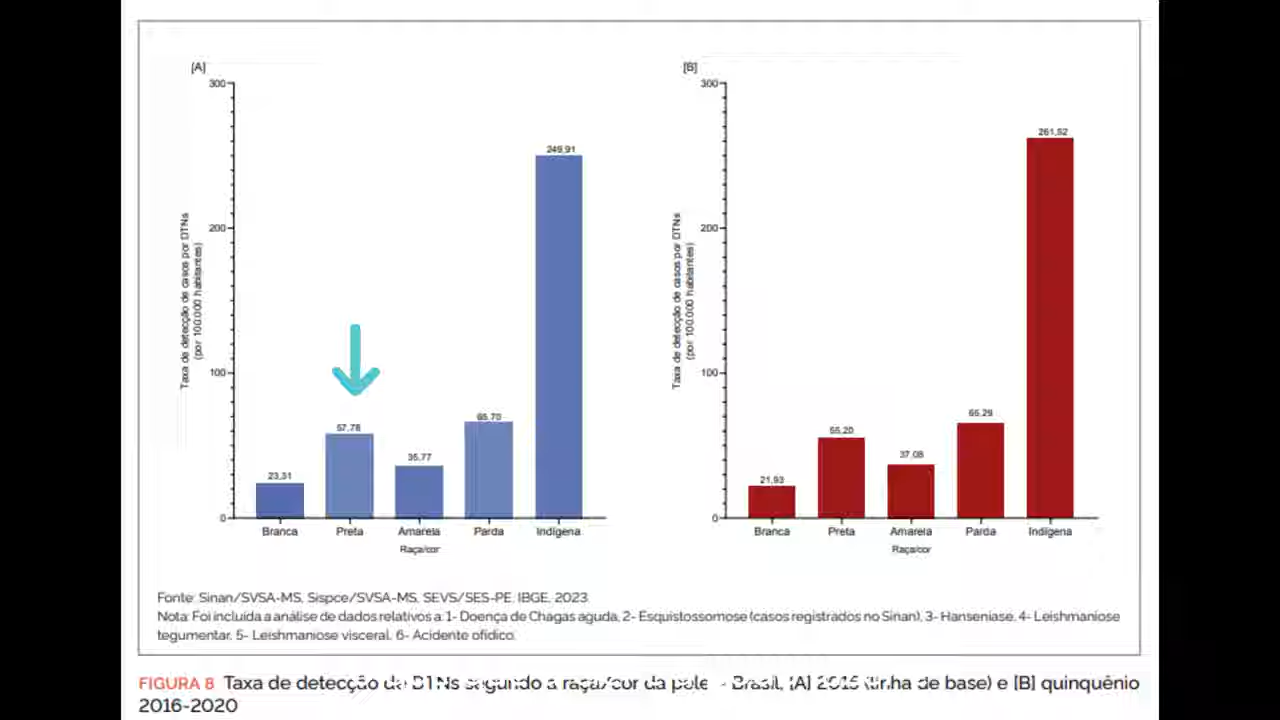 [A]
300
200
100
0
Taxa de detecção de casos por DTNs
(por 100.000 habitantes)
23,31
57,78
35,77
65,70
249,91
Branca Preta Amarela Parda Indígena
Raça/cor
[B]
300
200
100
0
Taxa de detecção de casos por DTNs
(por 100.000 habitantes)
21,93
55,20
37,08
65,29
261,52
Branca Preta Amarela Parda Indígena
Raça/cor
Fonte: Sinan/SVSA-MS, Sispce/SVSA-MS, SEVS/SES-PE, IBGE, 2023.
Nota: Foi incluída a análise de dados relativos a: 1- Doença de Chagas aguda, 2- Esquistossomose (casos registrados no Sinan), 3- Hanseníase, 4- Leishmaniose
tegumentar, 5- Leishmaniose visceral, 6- Acidente ofídico.
FIGURA 8 Taxa de detecção de DTNs segundo a raça/cor da pele - Brasil, [A] 2015 (linha de base) e [B] quinquênio
2016-2020